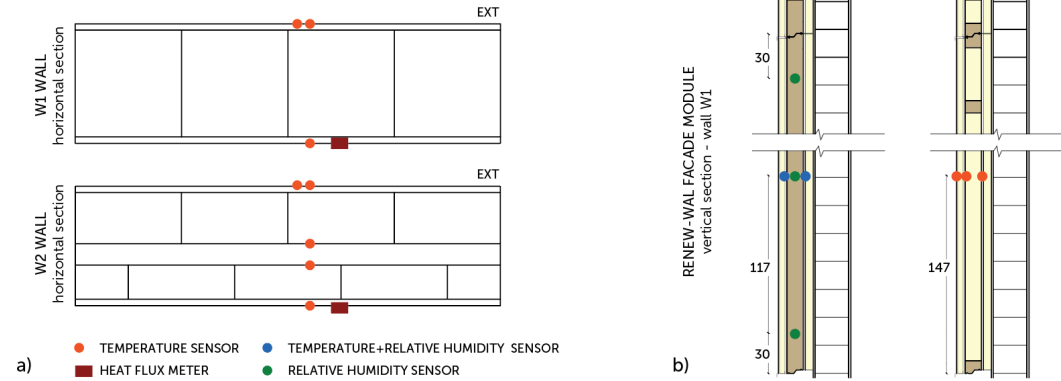 EXT
W1 WALL
horizontal section
EXT
W2 WALL
horizontal section
TEMPERATURE SENSOR
TEMPERATURE+RELATIVE HUMIDITY SENSOR
HEAT FLUX METER
RELATIVE HUMIDITY SENSOR
a)
RENEW-WAL FACADE MODULE
vertical section - wall W1
30
117
30
147
b)